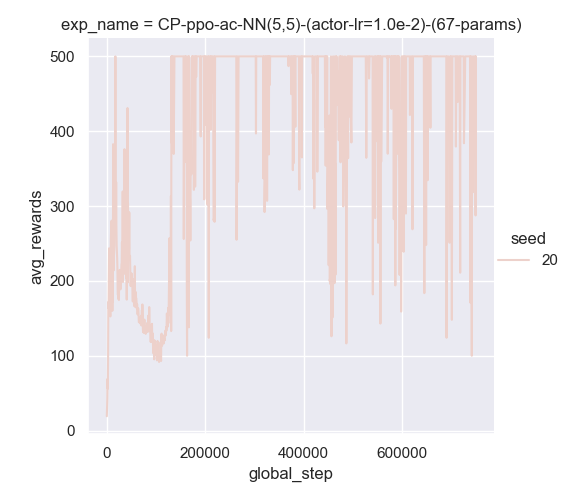 exp_name = CP-ppo-ac-NN(5,5)-(actor-lr=1.0e-2)-(67-params)
500
400
300
200
100
0
avg_rewards
seed
20
0 200000 400000 600000
global_step